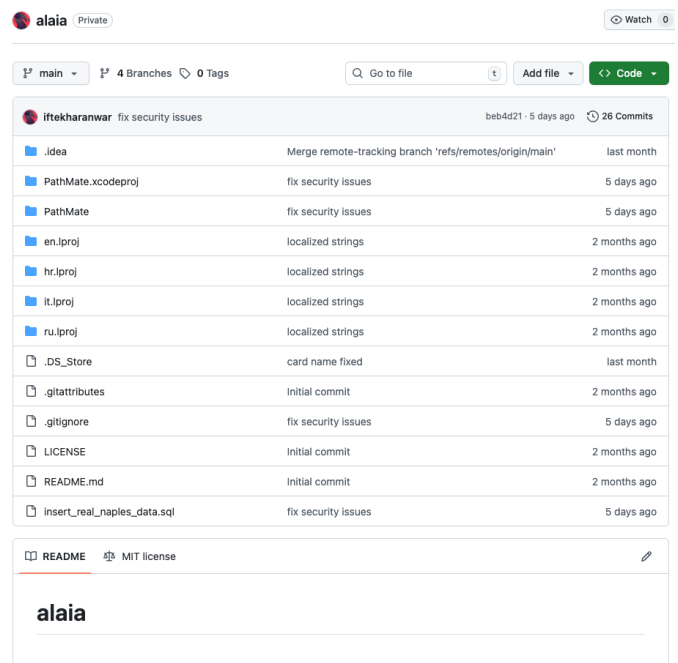 alaia Private Watch 0
main 4 Branches 0 Tags Go to file t Add file Code
iftekharanwar fix security issues beb4d21 · 5 days ago 26 Commits
.idea Merge remote-tracking branch 'refs/remotes/origin/main' last month
PathMate.xcodeproj fix security issues 5 days ago
PathMate fix security issues 5 days ago
en.lproj localized strings 2 months ago
hr.lproj localized strings 2 months ago
it.lproj localized strings 2 months ago
ru.lproj localized strings 2 months ago
.DS_Store card name fixed last month
.gitattributes Initial commit 2 months ago
.gitignore fix security issues 5 days ago
LICENSE Initial commit 2 months ago
README.md Initial commit 2 months ago
insert_real_naples_data.sql fix security issues 5 days ago
README MIT license
alaia